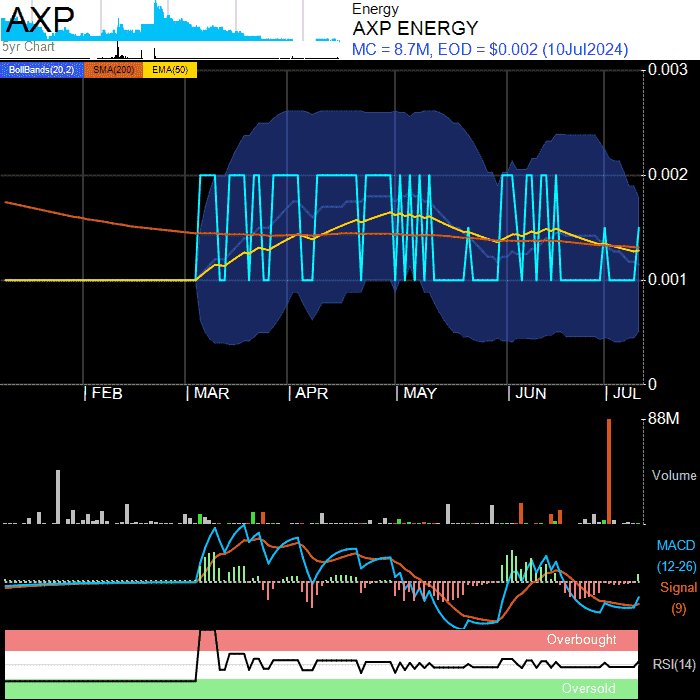 AXP
5yr Chart
Energy
AXP ENERGY
MC = 8.7M, EOD = $0.002 (10Jul2024)
BollBands(20,2) SMA(200) EMA(50)
0.003
0.002
0.001
0
FEB MAR APR MAY JUN JUL
88M
Volume
MACD
(12-26)
Signal
(9)
Overbought
RSI(14)
Oversold